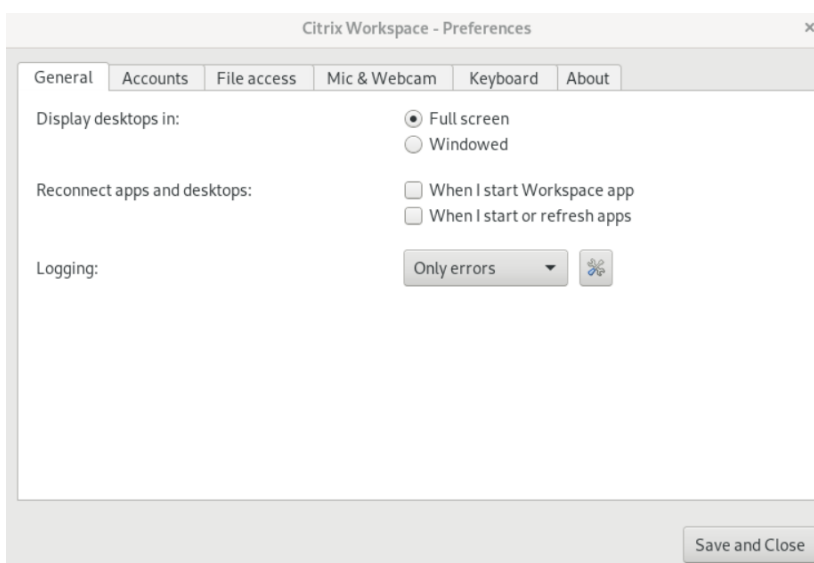 Citrix Workspace - Preferences ×
General Accounts File access Mic & Webcam Keyboard About
Display desktops in: Full screen
Windowed
Reconnect apps and desktops: When I start Workspace app
When I start or refresh apps
Logging: Only errors
Save and Close